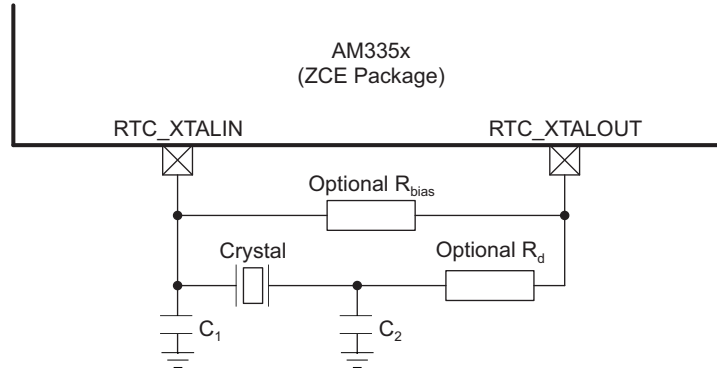 AM335x
(ZCE Package)
RTC_XTALIN
RTC_XTALOUT
Optional Rbias
Crystal
Optional Rd
C1
C2